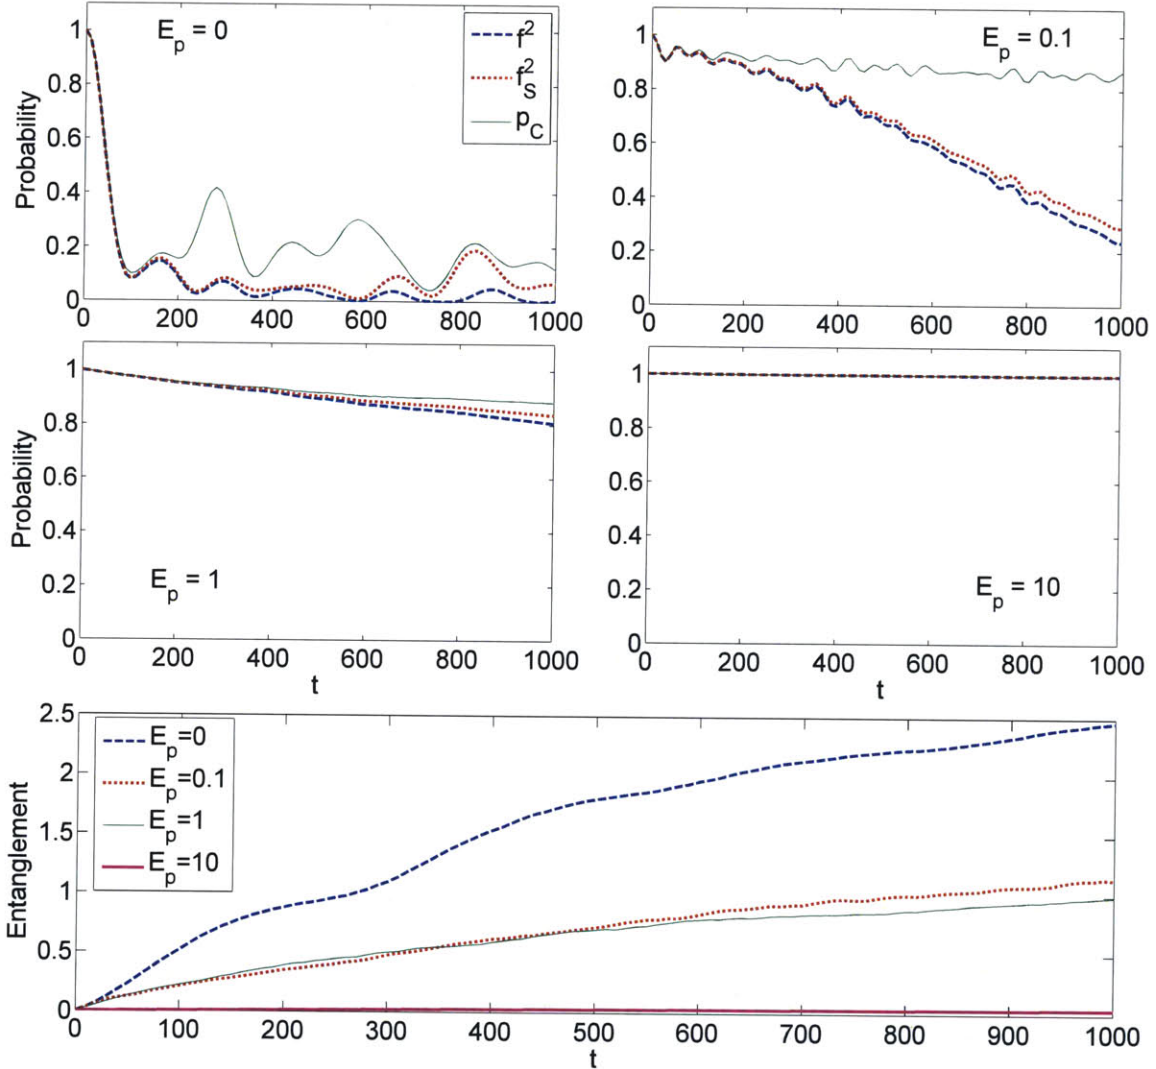 E_p = 0
f^2
f_S^2
p_C
Probability
1
0.8
0.6
0.4
0.2
0
0 200 400 600 800 1000
E_p = 0.1
1
0.8
0.6
0.4
0.2
0
0 200 400 600 800 1000
Probability
1
0.8
0.6
0.4
0.2
0
E_p = 1
0 200 400 600 800 1000
t
1
0.8
0.6
0.4
0.2
0
E_p = 10
0 200 400 600 800 1000
t
Entanglement
2.5
2
1.5
1
0.5
0
E_p=0
E_p=0.1
E_p=1
E_p=10
0 100 200 300 400 500 600 700 800 900 1000
t